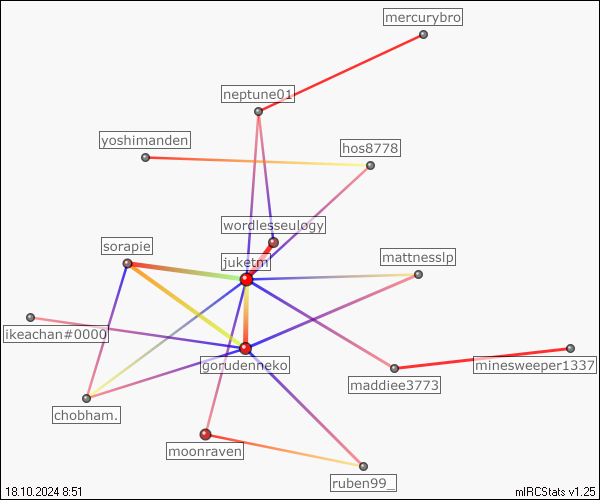 mercurybro
neptune01
yoshimanden
hos8778
wordlesseulogy
sorapie
juketm
mattnesslp
ikeachan#0000
gorudenneko
minesweeper1337
maddiee3773
chobham.
moonraven
ruben99_
18.10.2024 8:51
mIRCStats v1.25